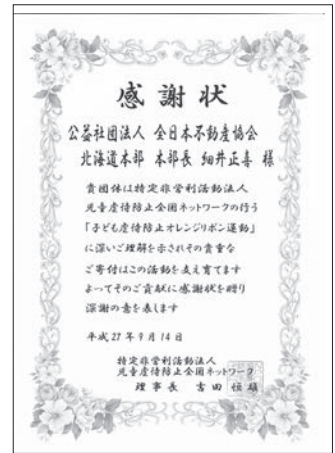 感謝状
公益社団法人 全日本不動産協会
北海道本部 本部長 細井正喜 様
貴団体は特定非営利活動法人
児童虐待防止全国ネットワークの行う
「子ども虐待防止オレンジリボン運動」
に深いご理解を示されその貴重な
ご寄付はこの活動を支え育てます
よってそのご貢献に感謝状を贈り
深謝の意を表します
平成27年9月14日
特定非営利活動法人
児童虐待防止全国ネットワーク
理事長 吉田恒雄